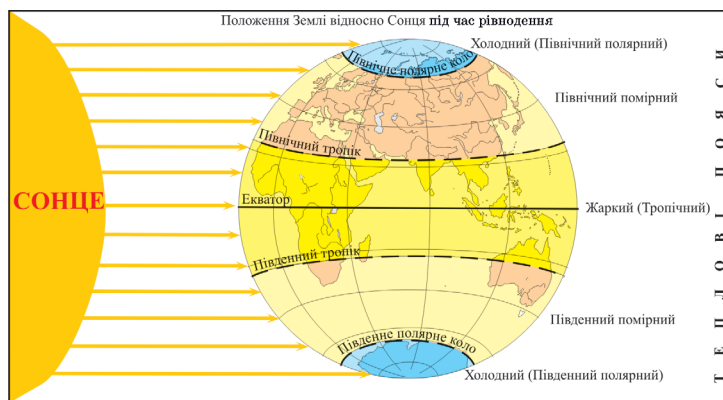 Положення Землі відносно Сонця під час рівнодення
Холодний (Північний полярний)
Північне полярне коло
Північний помірний
Північний тропік
СОНЦЕ
Екватор
Жаркий (Тропічний)
Південний тропік
Південний помірний
Південне полярне коло
Холодний (Південний полярний)
ТЕПЛОВІ ПОЯСИ